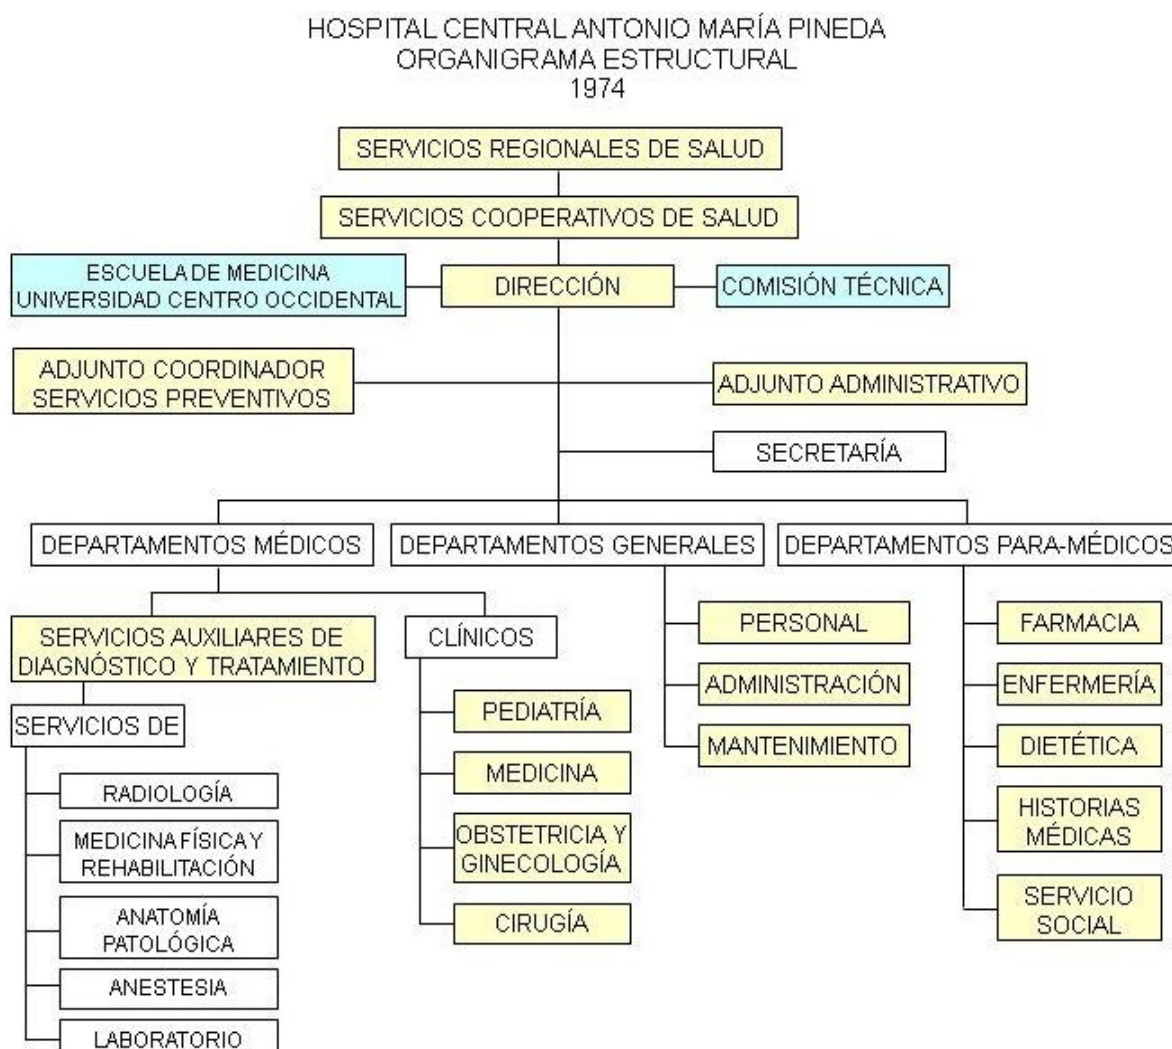 HOSPITAL CENTRAL ANTONIO MARÍA PINEDA
ORGANIGRAMA ESTRUCTURAL
1974
SERVICIOS REGIONALES DE SALUD
SERVICIOS COOPERATIVOS DE SALUD
ESCUELA DE MEDICINA
UNIVERSIDAD CENTRO OCCIDENTAL
DIRECCIÓN
COMISIÓN TÉCNICA
ADJUNTO COORDINADOR
SERVICIOS PREVENTIVOS
ADJUNTO ADMINISTRATIVO
SECRETARÍA
DEPARTAMENTOS MÉDICOS
DEPARTAMENTOS GENERALES
DEPARTAMENTOS PARA-MÉDICOS
SERVICIOS AUXILIARES DE
DIAGNÓSTICO Y TRATAMIENTO
SERVICIOS DE
RADIOLOGÍA
MEDICINA FÍSICA Y
REHABILITACIÓN
ANATOMÍA
PATOLÓGICA
ANESTESIA
LABORATORIO
CLÍNICOS
PEDIATRÍA
MEDICINA
OBSTETRICIA Y
GINECOLOGÍA
CIRUGÍA
PERSONAL
ADMINISTRACIÓN
MANTENIMIENTO
FARMACIA
ENFERMERÍA
DIETÉTICA
HISTORIAS
MÉDICAS
SERVICIO
SOCIAL